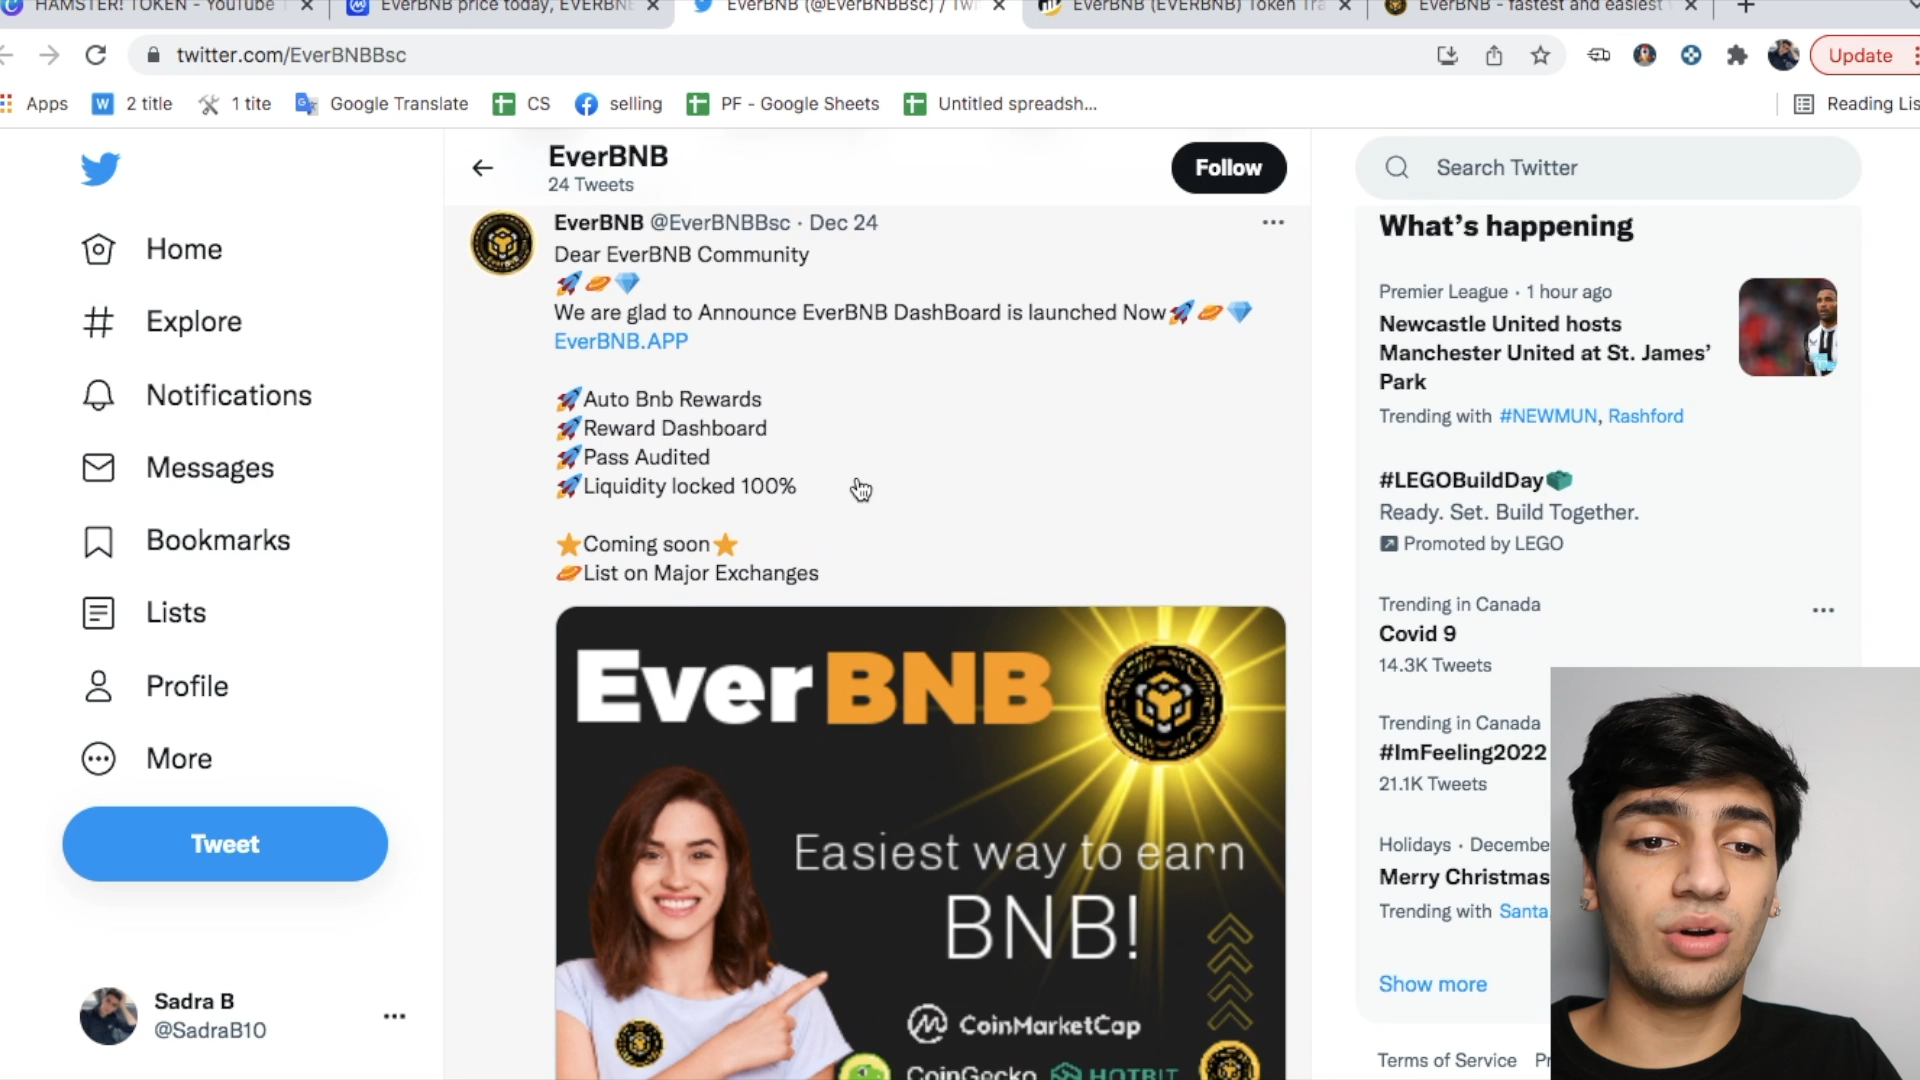 HAMSTER! TOKEN - YouTube
EverBNB price today, EVERBNB
EverBNB (@EverBNBBsc) / Twi
EverBNB (EVERBNB) Token Tra
EverBNB - fastest and easiest
twitter.com/EverBNBBsc
Update
Apps
2 title
1 tite
Google Translate
CS
selling
PF - Google Sheets
Untitled spreadsh...
Reading Lis
Home
Explore
Notifications
Messages
Bookmarks
Lists
Profile
More
Tweet
Sadra B
@SadraB10
EverBNB
24 Tweets
Follow
EverBNB @EverBNBBsc · Dec 24
Dear EverBNB Community
🚀🪐💎
We are glad to Announce EverBNB DashBoard is launched Now🚀🪐💎
EverBNB.APP
🚀Auto Bnb Rewards
🚀Reward Dashboard
🚀Pass Audited
🚀Liquidity locked 100%
⭐Coming soon⭐
🪐List on Major Exchanges
EverBNB
Easiest way to earn
BNB!
CoinMarketCap
CoinGecko HOTBIT
Search Twitter
What's happening
Premier League · 1 hour ago
Newcastle United hosts
Manchester United at St. James'
Park
Trending with #NEWMUN, Rashford
#LEGOBuildDay
Ready. Set. Build Together.
Promoted by LEGO
Trending in Canada
Covid 9
14.3K Tweets
Trending in Canada
#ImFeeling2022
21.1K Tweets
Holidays · Decembe
Merry Christmas
Trending with Santa
Show more
Terms of Service Pr